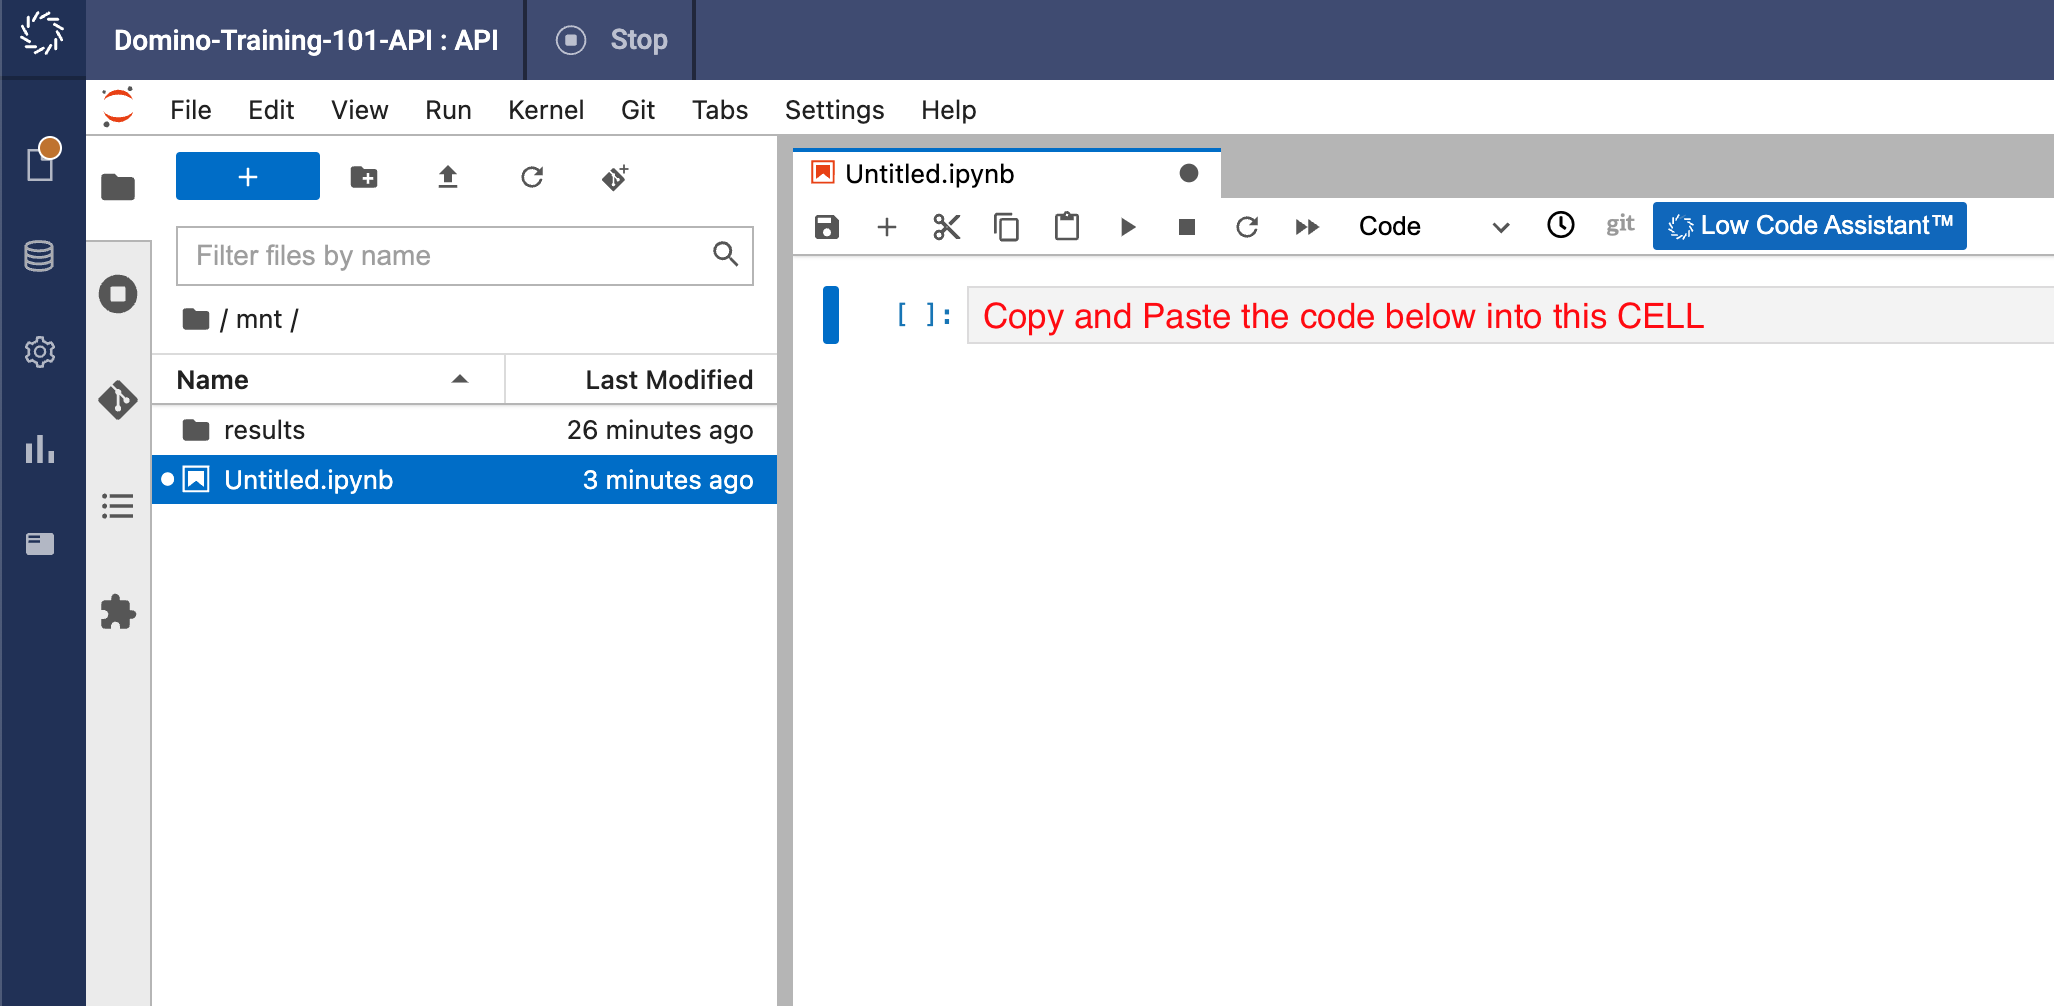 Domino-Training-101-API : API
Stop
File Edit View Run Kernel Git Tabs Settings Help
Untitled.ipynb
Code
git
Low Code Assistant™
Filter files by name
/ mnt /
Name
Last Modified
results
26 minutes ago
Untitled.ipynb
3 minutes ago
[ ]:
Copy and Paste the code below into this CELL